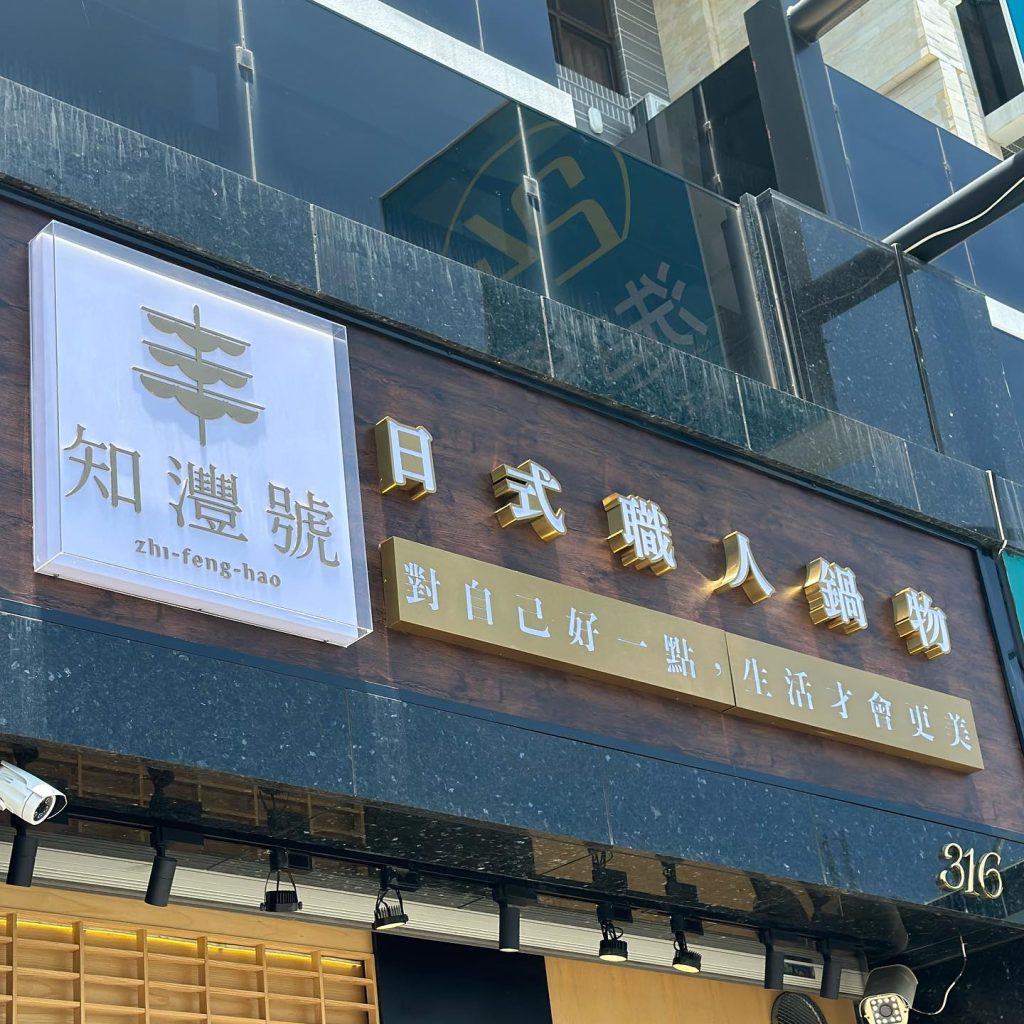 知灃號
zhı-feng-hao
日式職人鍋物
對自己好一點，生活才會更美
316